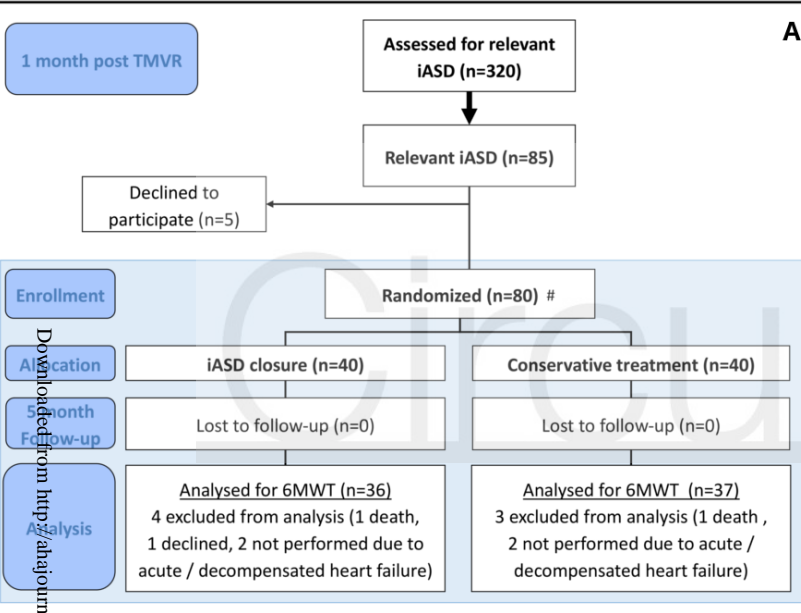 A
1 month post TMVR
Assessed for relevant
iASD (n=320)
Relevant iASD (n=85)
Declined to
participate (n=5)
Enrollment
Randomized (n=80) #
Allocation
iASD closure (n=40)
Conservative treatment (n=40)
5 month
Follow-up
Lost to follow-up (n=0)
Lost to follow-up (n=0)
Analysis
Analysed for 6MWT (n=36)
4 excluded from analysis (1 death,
1 declined, 2 not performed due to
acute / decompensated heart failure)
Analysed for 6MWT (n=37)
3 excluded from analysis (1 death ,
2 not performed due to acute /
decompensated heart failure)
Downloaded from http://ahajourn
Circu